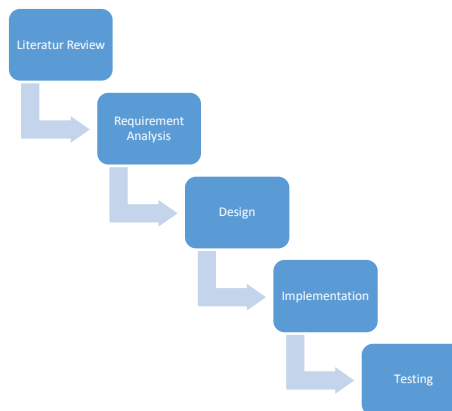 Literatur Review
Requirement
Analysis
Design
Implementation
Testing